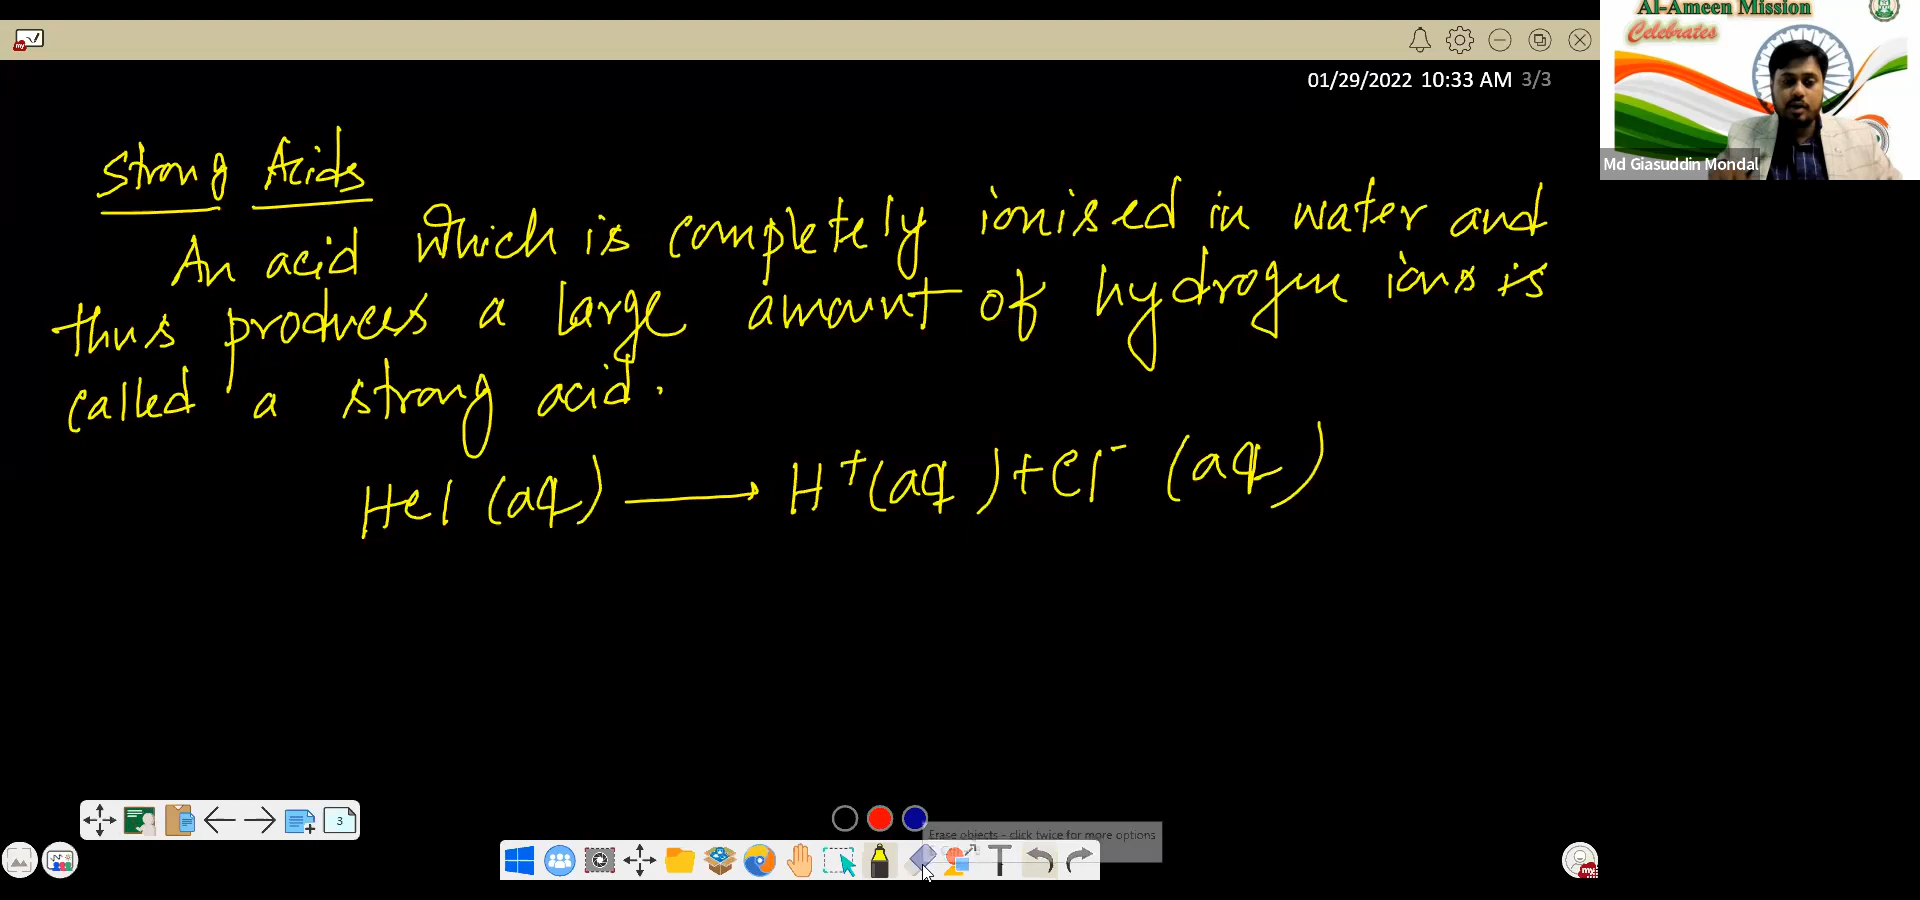 Al-Ameen Mission
Celebrates
Md Giasuddin Mondal
01/29/2022 10:33 AM 3/3
Strong Acids
An acid which is completely ionised in water and
thus produces a large amount of hydrogen ions is
called a strong acid.
HCl (aq) ⟶ H⁺(aq) + Cl⁻ (aq)
3
Erase objects - click twice for more options
T